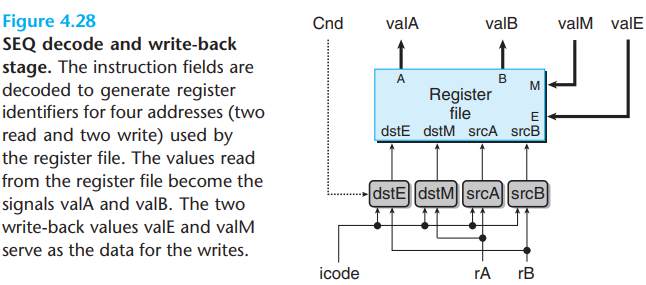 Figure 4.28
SEQ decode and write-back
stage. The instruction fields are
decoded to generate register
identifiers for four addresses (two
read and two write) used by
the register file. The values read
from the register file become the
signals valA and valB. The two
write-back values valE and valM
serve as the data for the writes.
Cnd valA valB valM valE
A B M
Register
file E
dstE dstM srcA srcB
dstE dstM srcA srcB
icode rA rB